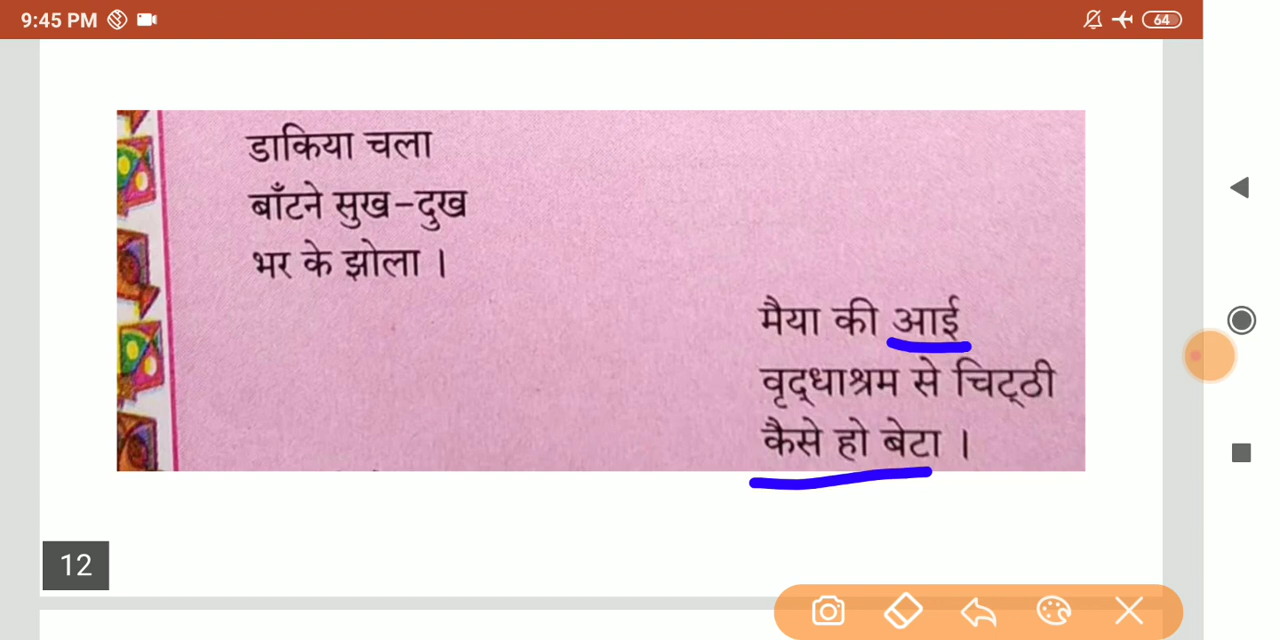 9:45 PM
64
डाकिया चला
बाँटने सुख-दुख
भर के झोला ।
मैया की आई
वृद्‌धाश्रम से चिट्‌ठी
कैसे हो बेटा ।
12